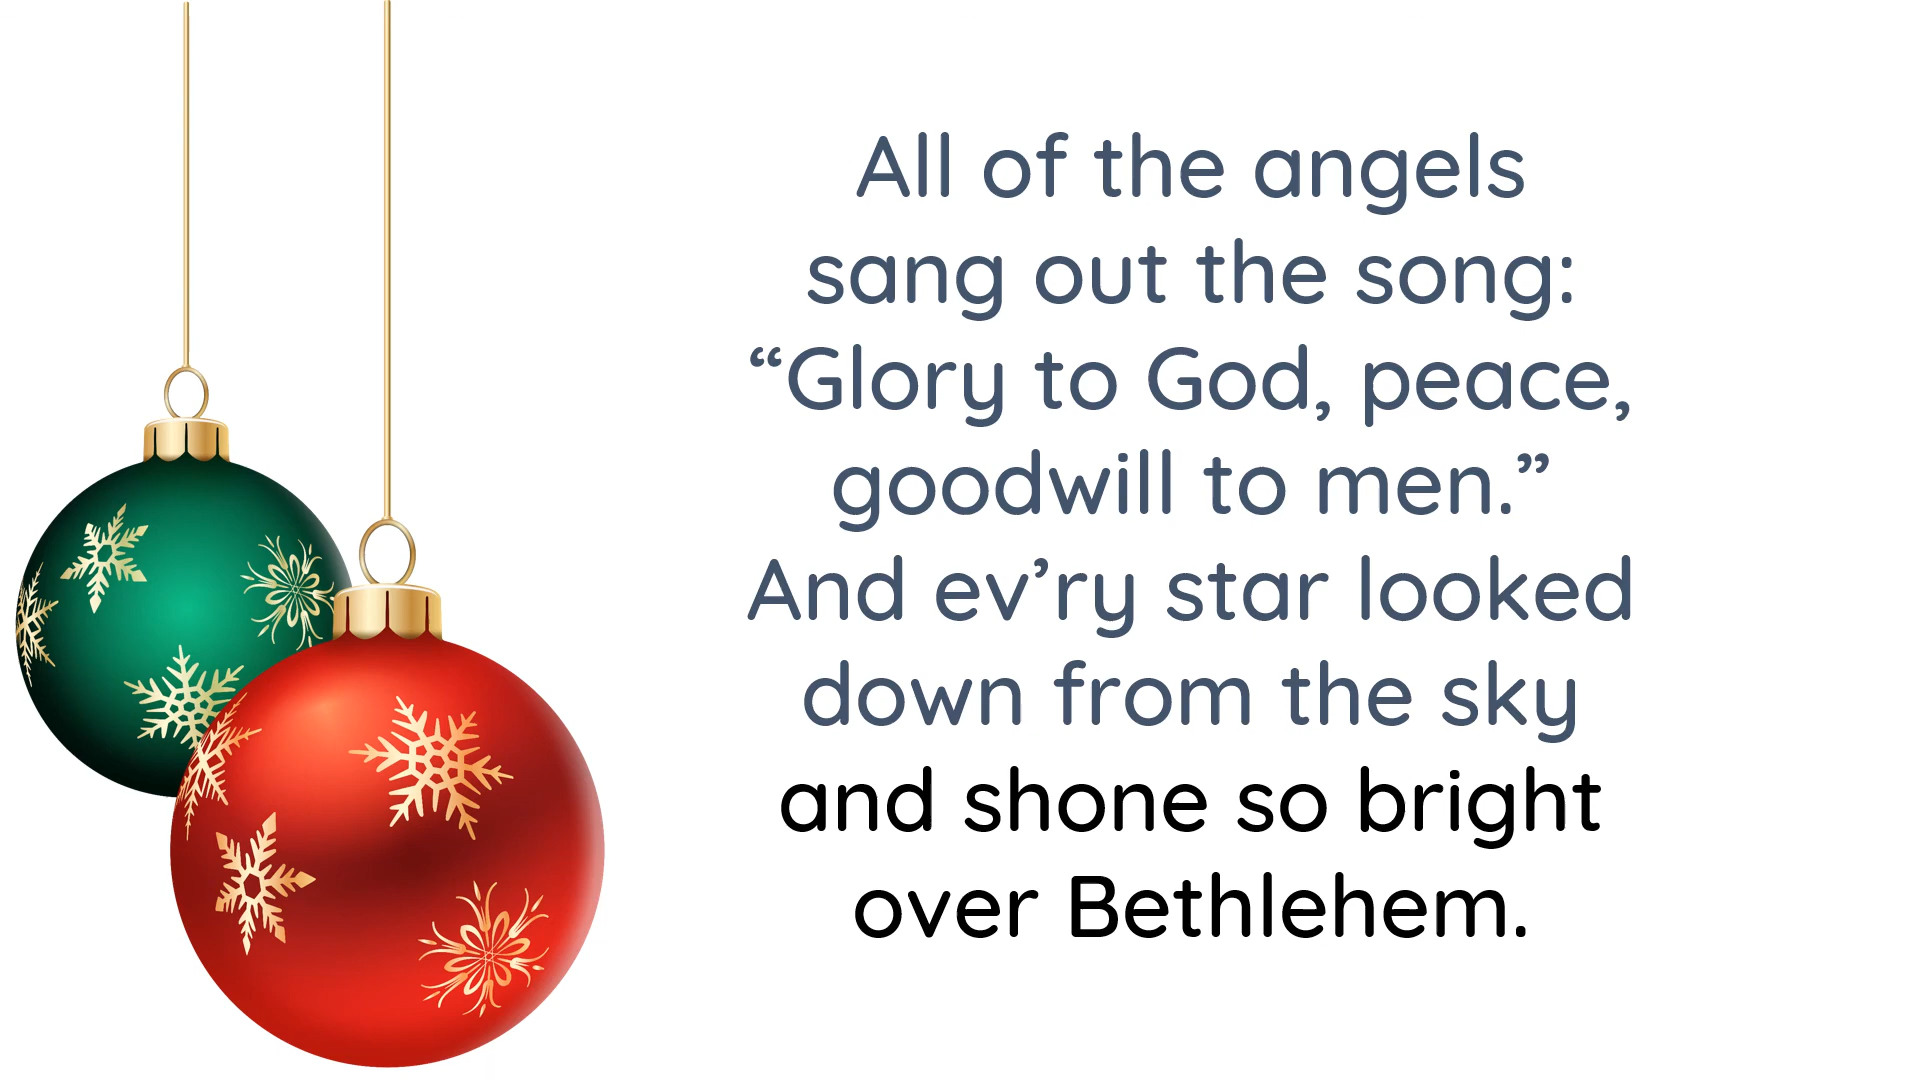 All of the angels
sang out the song:
“Glory to God, peace,
goodwill to men.”
And ev’ry star looked
down from the sky
and shone so bright
over Bethlehem.